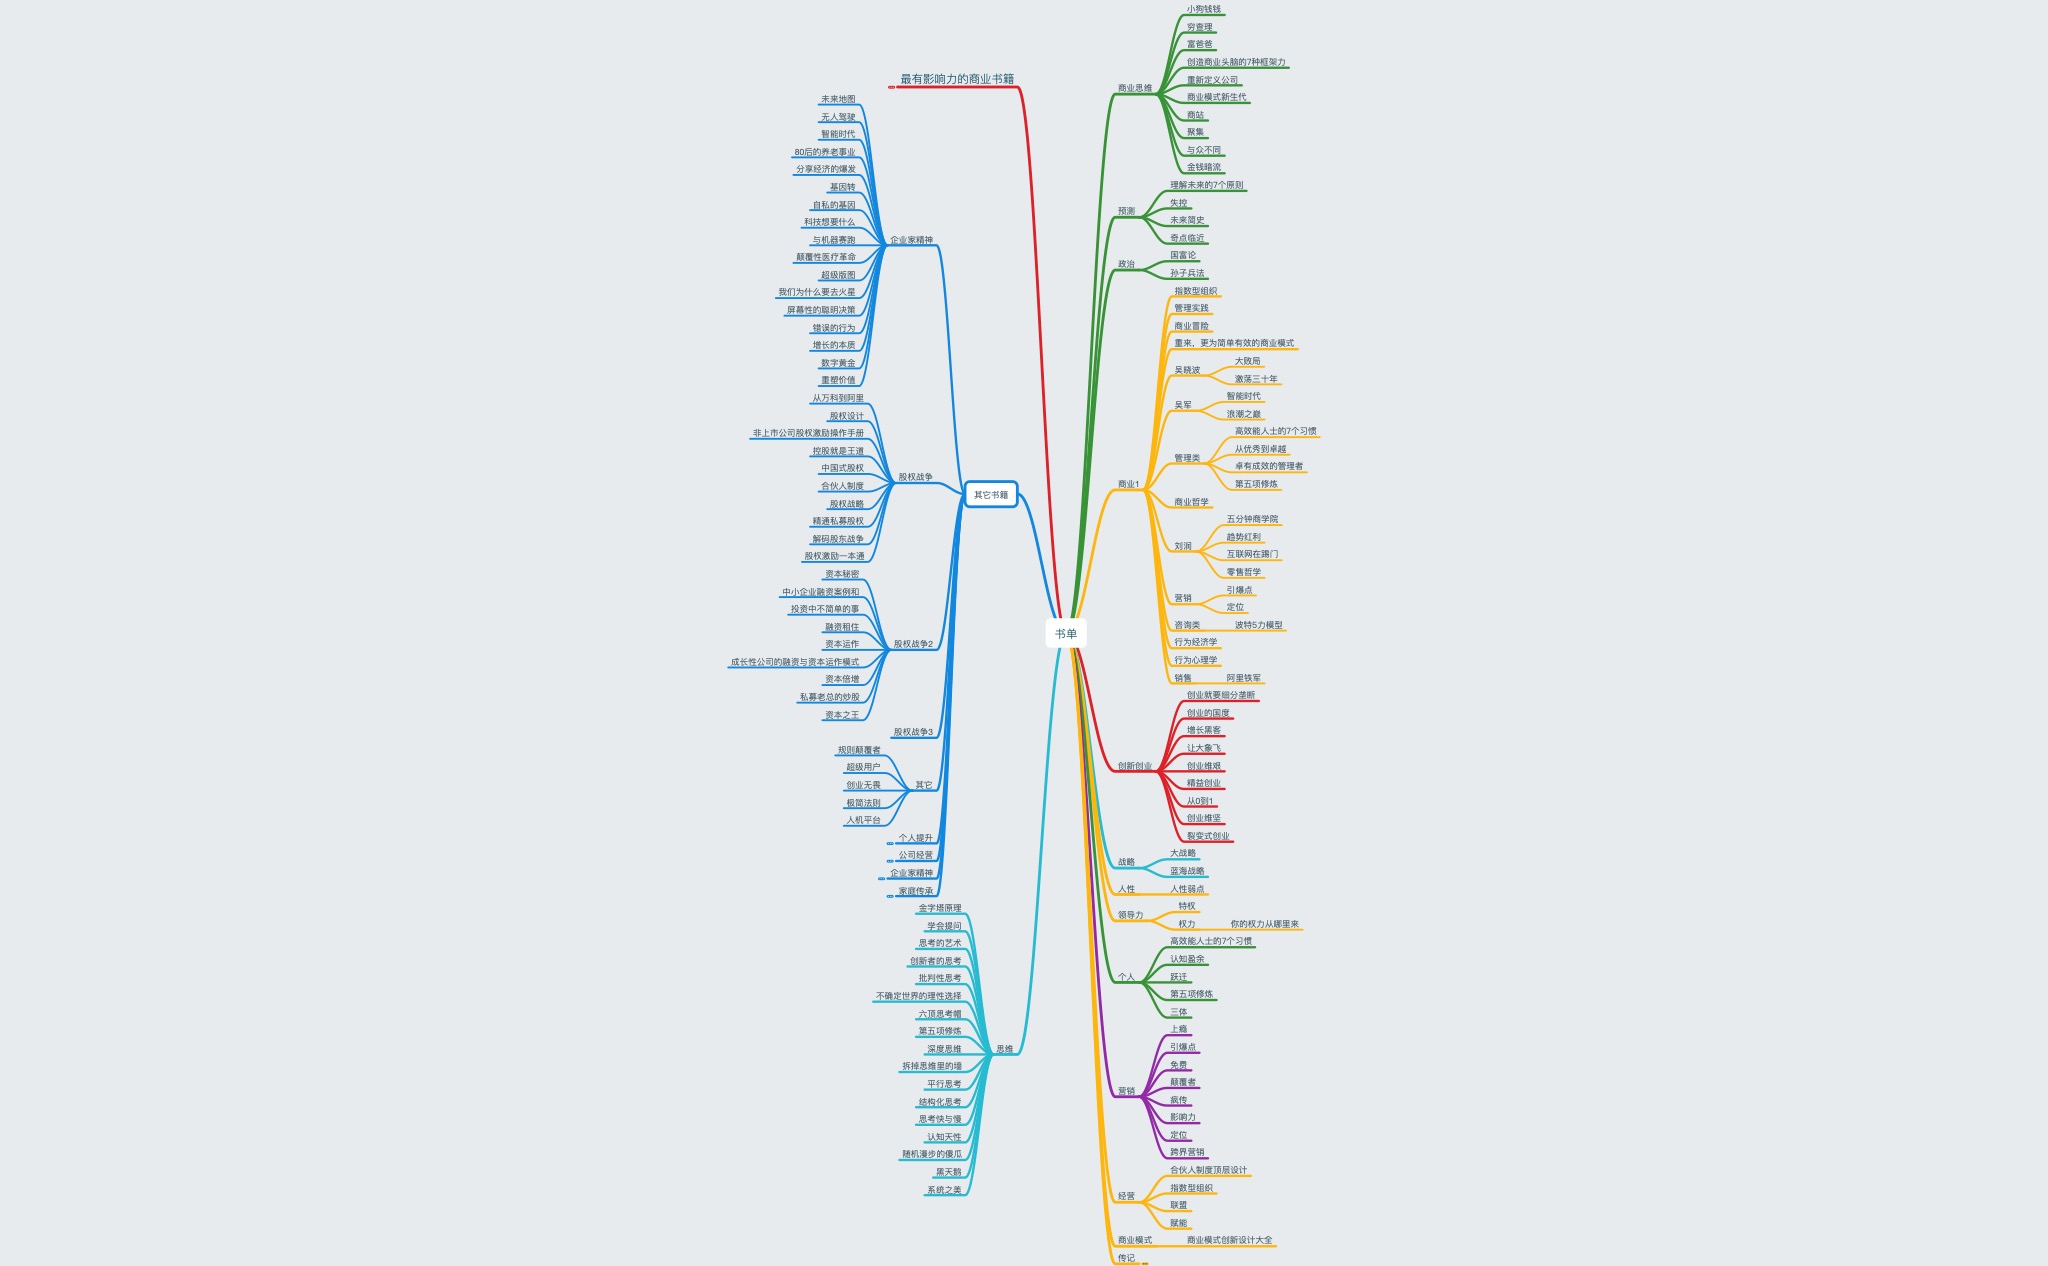 书单
商业思维
小狗钱钱
穷查理
富爸爸
创造商业头脑的7种框架力
重新定义公司
商业模式新生代
商站
聚集
与众不同
金钱暗流
预测
理解未来的7个原则
失控
未来简史
奇点临近
政治
国富论
孙子兵法
商业1
指数型组织
管理实践
商业冒险
重来，更为简单有效的商业模式
吴晓波
大败局
激荡三十年
吴军
智能时代
浪潮之巅
管理类
高效能人士的7个习惯
从优秀到卓越
卓有成效的管理者
第五项修炼
商业哲学
刘润
五分钟商学院
趋势红利
互联网在踢门
零售哲学
营销
引爆点
定位
咨询类
波特5力模型
行为经济学
行为心理学
销售
阿里铁军
创新创业
创业就要细分垄断
创业的国度
增长黑客
让大象飞
创业维艰
精益创业
从0到1
创业维坚
裂变式创业
战略
大战略
蓝海战略
人性
人性弱点
领导力
特权
权力
你的权力从哪里来
个人
高效能人士的7个习惯
认知盈余
跃迁
第五项修炼
三体
营销
上瘾
引爆点
免费
颠覆者
疯传
影响力
定位
跨界营销
经营
合伙人制度顶层设计
指数型组织
联盟
赋能
商业模式
商业模式创新设计大全
传记
最有影响力的商业书籍
其它书籍
企业家精神
未来地图
无人驾驶
智能时代
80后的养老事业
分享经济的爆发
基因转
自私的基因
科技想要什么
与机器赛跑
颠覆性医疗革命
超级版图
我们为什么要去火星
屏幕性的聪明决策
错误的行为
增长的本质
数字黄金
重塑价值
股权战争
从万科到阿里
股权设计
非上市公司股权激励操作手册
控股就是王道
中国式股权
合伙人制度
股权战略
精通私募股权
解码股东战争
股权激励一本通
股权战争2
资本秘密
中小企业融资案例和
投资中不简单的事
融资租住
资本运作
成长性公司的融资与资本运作模式
资本倍增
私募老总的炒股
资本之王
股权战争3
其它
规则颠覆者
超级用户
创业无畏
极简法则
人机平台
个人提升
公司经营
企业家精神
家庭传承
思维
金字塔原理
学会提问
思考的艺术
创新者的思考
批判性思考
不确定世界的理性选择
六顶思考帽
第五项修炼
深度思维
拆掉思维里的墙
平行思考
结构化思考
思考快与慢
认知天性
随机漫步的傻瓜
黑天鹅
系统之美